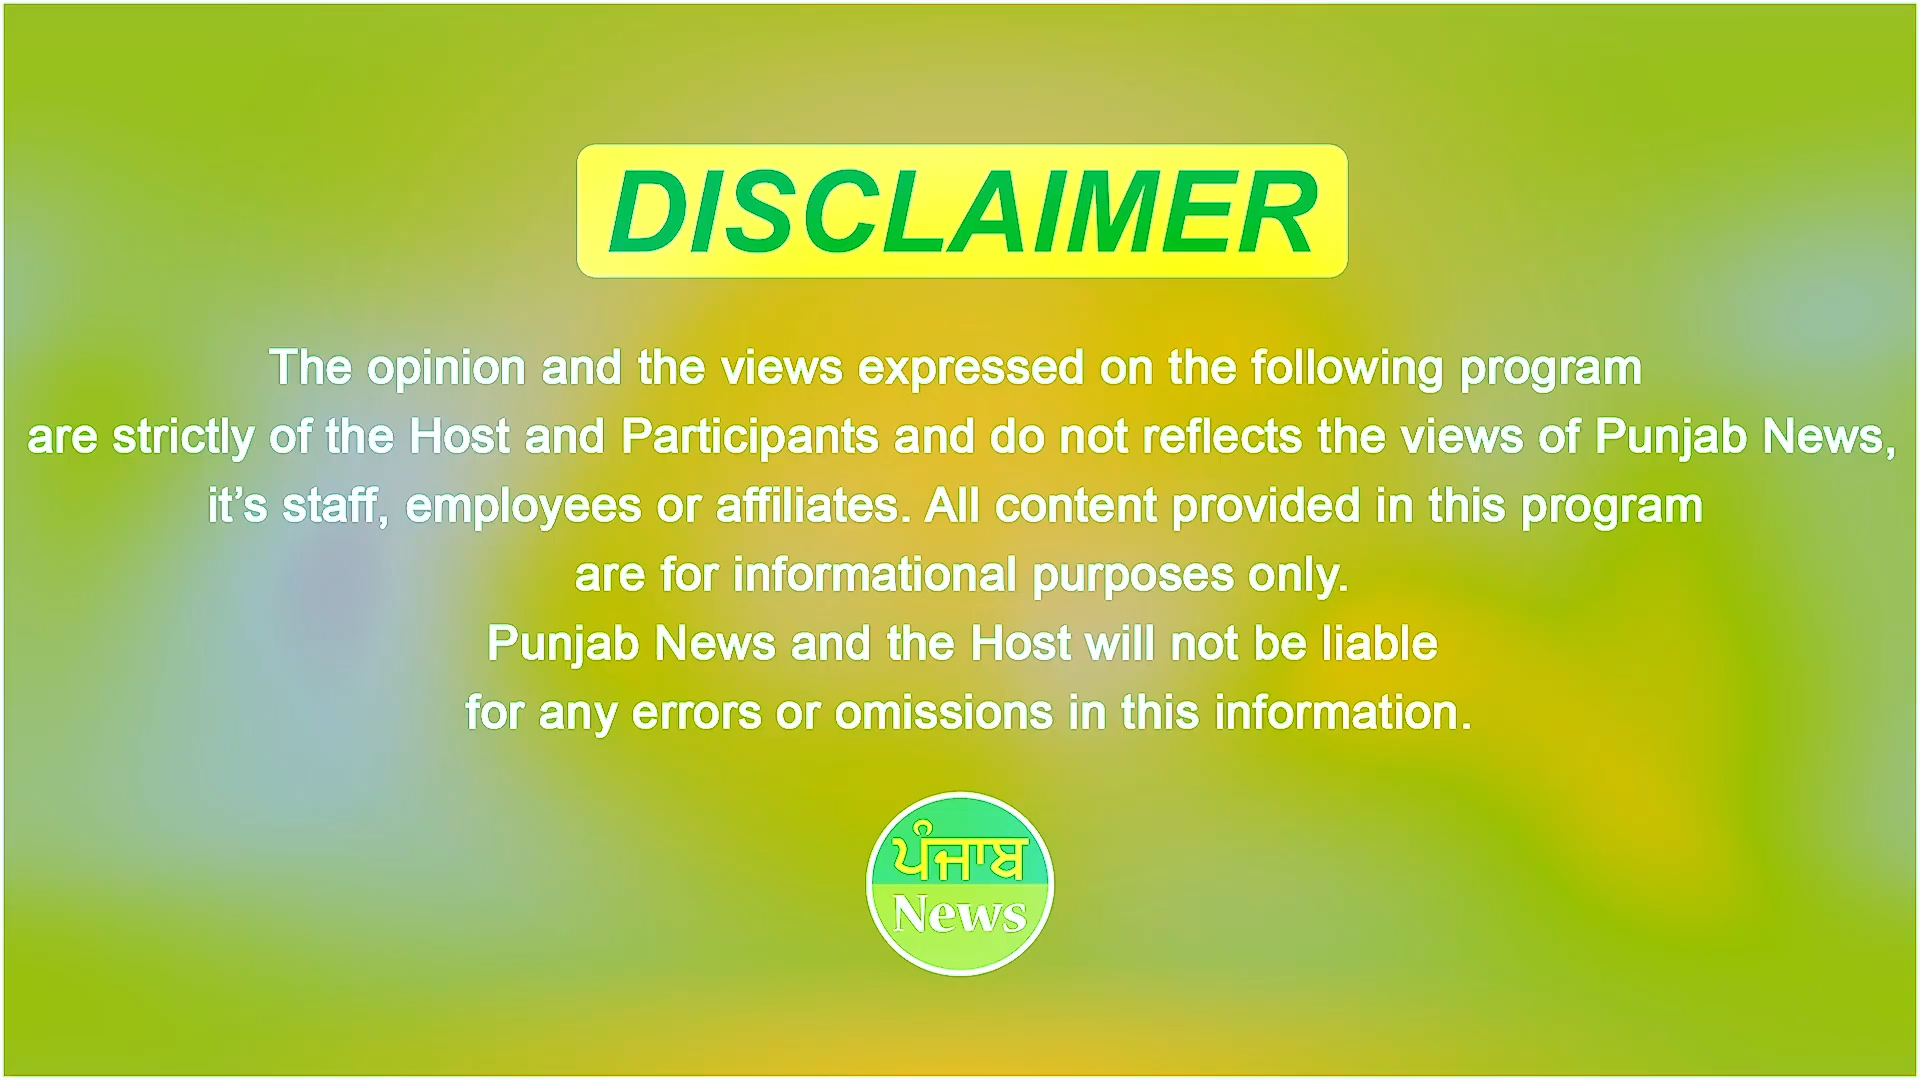 DISCLAIMER
The opinion and the views expressed on the following program
are strictly of the Host and Participants and do not reflects the views of Punjab News,
it’s staff, employees or affiliates. All content provided in this program
are for informational purposes only.
Punjab News and the Host will not be liable
for any errors or omissions in this information.
ਪੰਜਾਬ
News